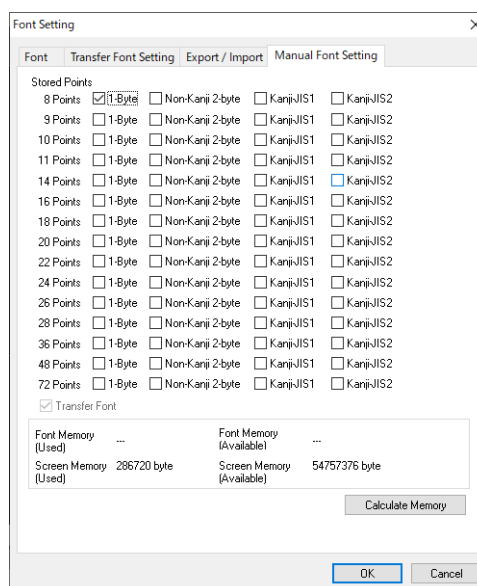 Font Setting
Font Transfer Font Setting Export / Import Manual Font Setting
Stored Points
8 Points 1-Byte Non-Kanji 2-byte Kanji-JIS1 Kanji-JIS2
9 Points 1-Byte Non-Kanji 2-byte Kanji-JIS1 Kanji-JIS2
10 Points 1-Byte Non-Kanji 2-byte Kanji-JIS1 Kanji-JIS2
11 Points 1-Byte Non-Kanji 2-byte Kanji-JIS1 Kanji-JIS2
14 Points 1-Byte Non-Kanji 2-byte Kanji-JIS1 Kanji-JIS2
16 Points 1-Byte Non-Kanji 2-byte Kanji-JIS1 Kanji-JIS2
18 Points 1-Byte Non-Kanji 2-byte Kanji-JIS1 Kanji-JIS2
20 Points 1-Byte Non-Kanji 2-byte Kanji-JIS1 Kanji-JIS2
22 Points 1-Byte Non-Kanji 2-byte Kanji-JIS1 Kanji-JIS2
24 Points 1-Byte Non-Kanji 2-byte Kanji-JIS1 Kanji-JIS2
26 Points 1-Byte Non-Kanji 2-byte Kanji-JIS1 Kanji-JIS2
28 Points 1-Byte Non-Kanji 2-byte Kanji-JIS1 Kanji-JIS2
36 Points 1-Byte Non-Kanji 2-byte Kanji-JIS1 Kanji-JIS2
48 Points 1-Byte Non-Kanji 2-byte Kanji-JIS1 Kanji-JIS2
72 Points 1-Byte Non-Kanji 2-byte Kanji-JIS1 Kanji-JIS2
Transfer Font
Font Memory (Used) ... Font Memory (Available) ...
Screen Memory (Used) 286720 byte Screen Memory (Available) 54757376 byte
Calculate Memory
OK Cancel